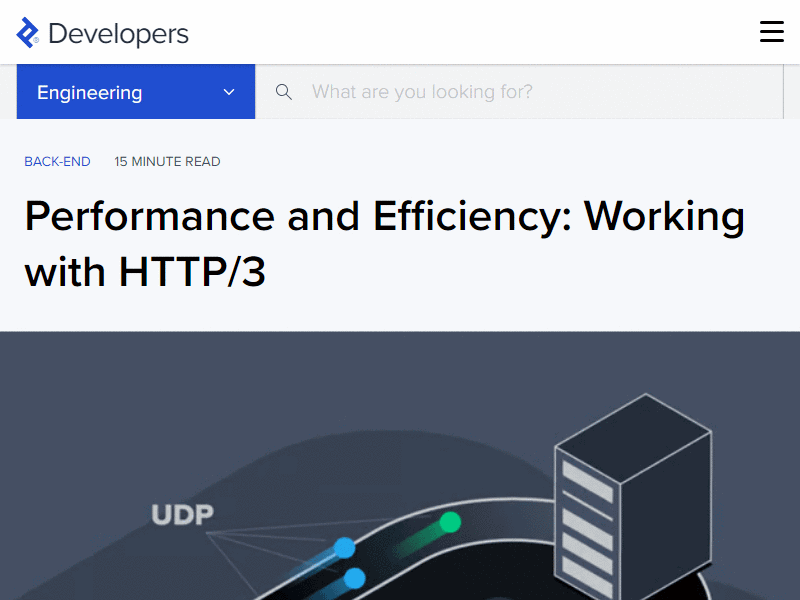 Developers
Engineering
What are you looking for?
BACK-END 15 MINUTE READ
Performance and Efficiency: Working
with HTTP/3
UDP